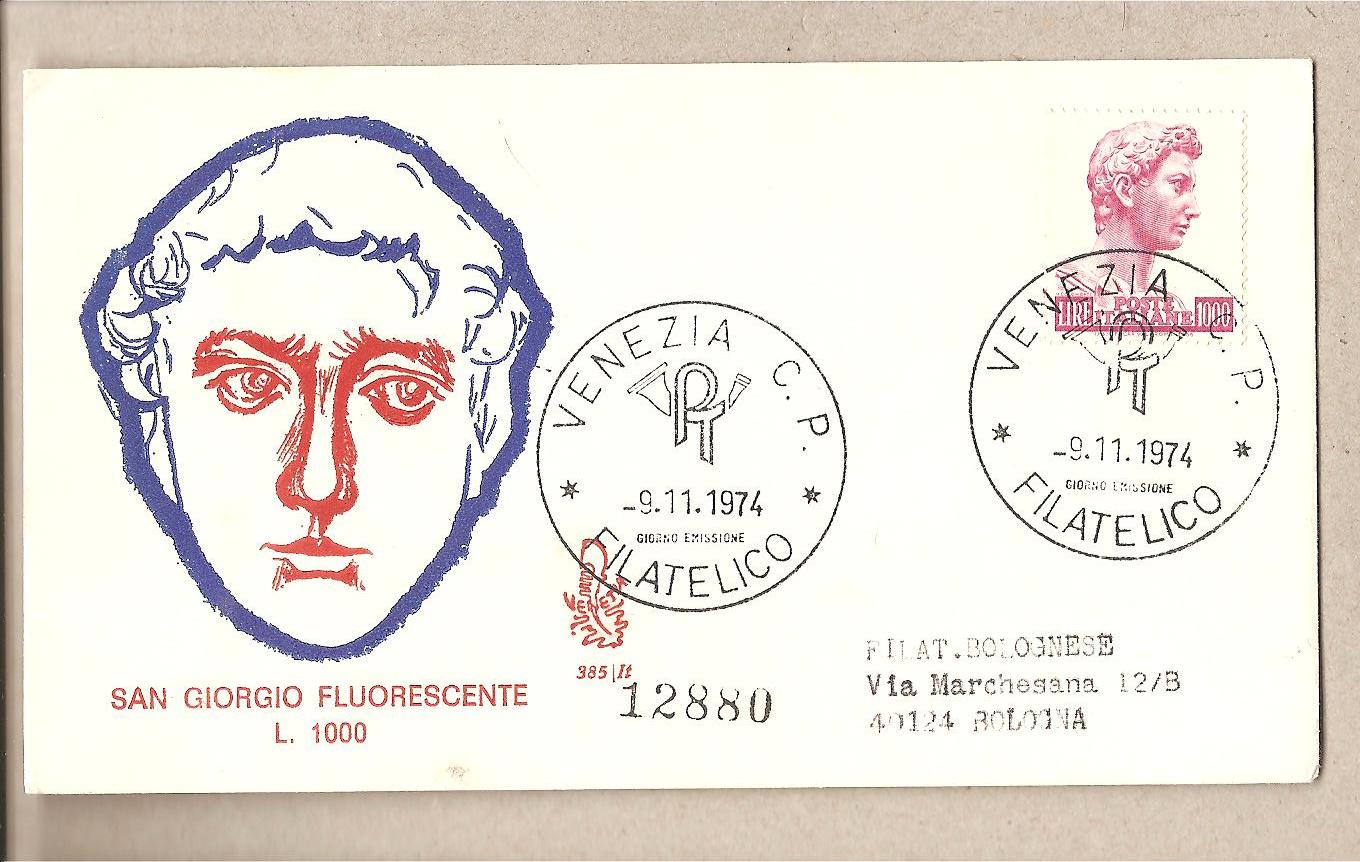 LIRE POSTE ITALIANE 1000
VENEZIA C.P.
-9.11.1974
GIORNO EMISSIONE
FILATELICO
VENEZIA C.P.
-9.11.1974
GIORNO EMISSIONE
FILATELICO
385|It
12880
SAN GIORGIO FLUORESCENTE
L. 1000
FILAT.BOLOGNESE
Via Marchesana 12/B
40124 BOLOGNA